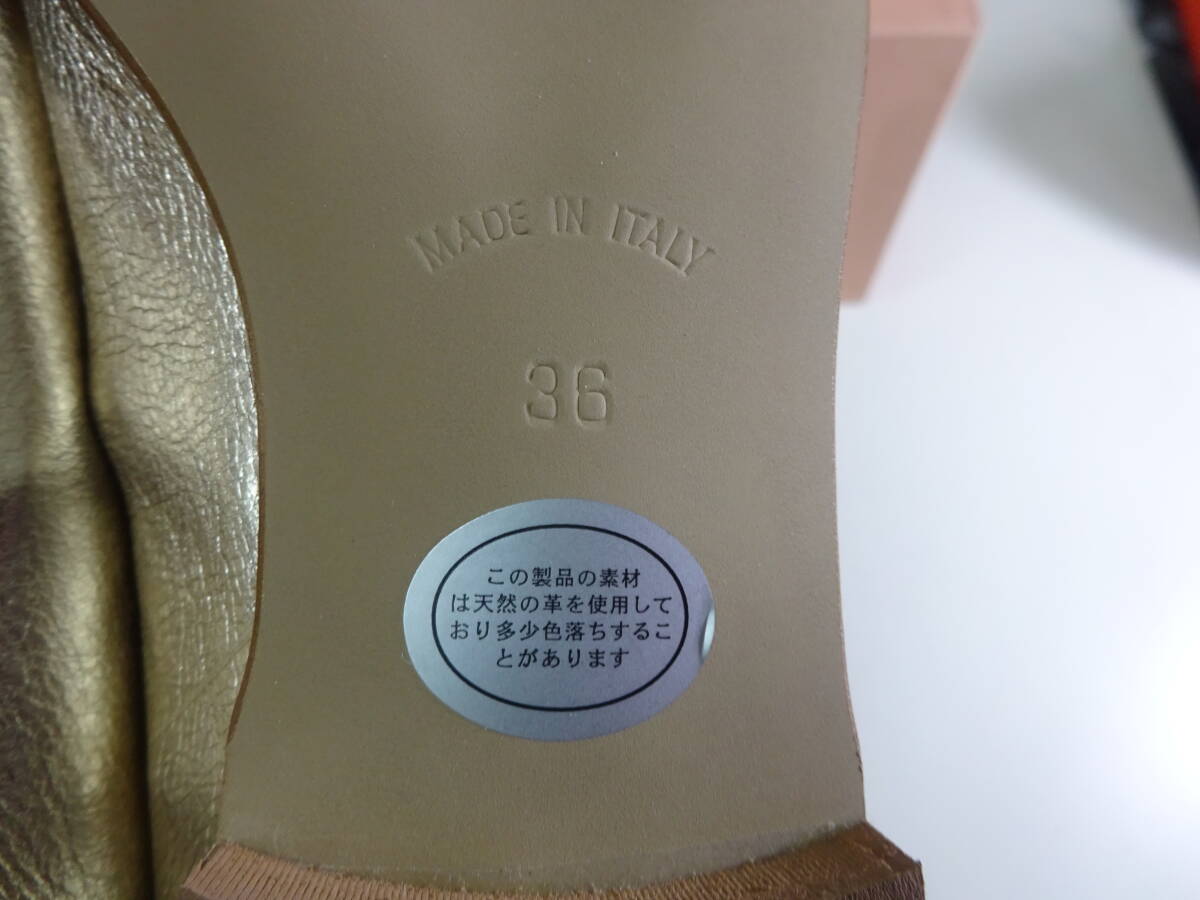 MADE IN ITALY
36
この製品の素材
は天然の革を使用して
おり多少色落ちするこ
とがあります